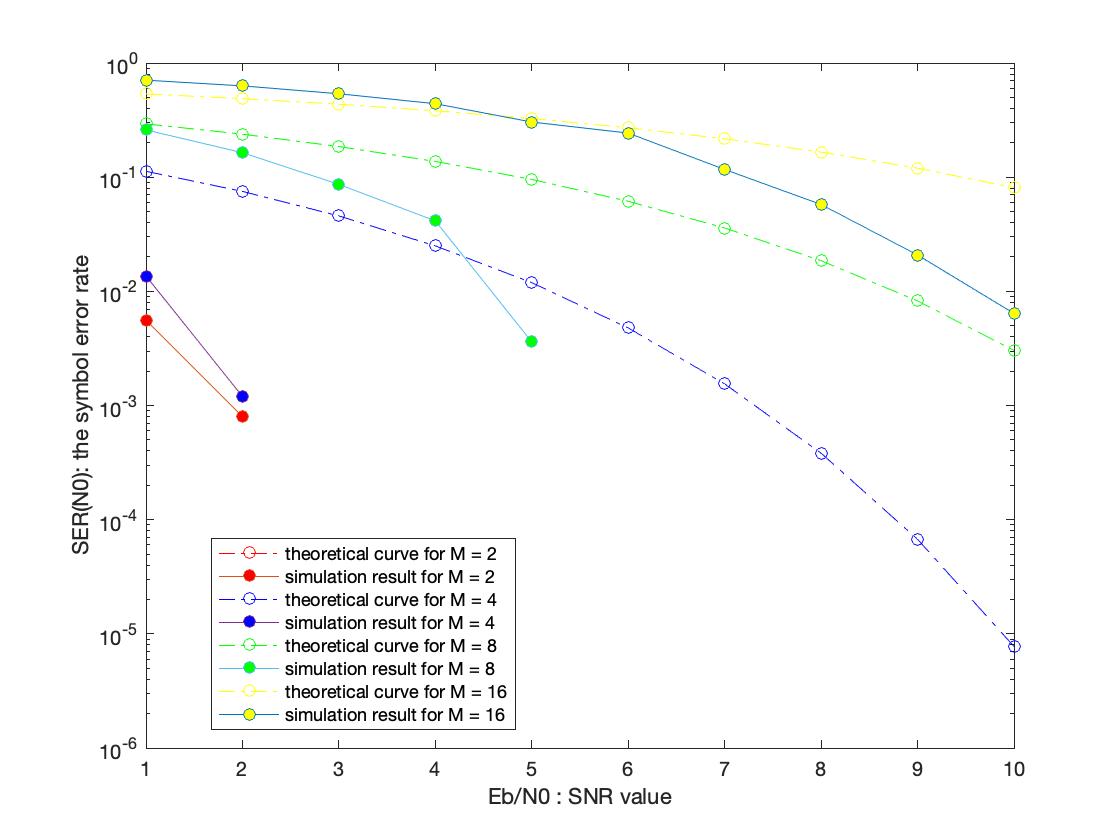 10^0
10^-1
10^-2
10^-3
10^-4
10^-5
10^-6
SER(N0): the symbol error rate
theoretical curve for M = 2
simulation result for M = 2
theoretical curve for M = 4
simulation result for M = 4
theoretical curve for M = 8
simulation result for M = 8
theoretical curve for M = 16
simulation result for M = 16
1 2 3 4 5 6 7 8 9 10
Eb/N0 : SNR value